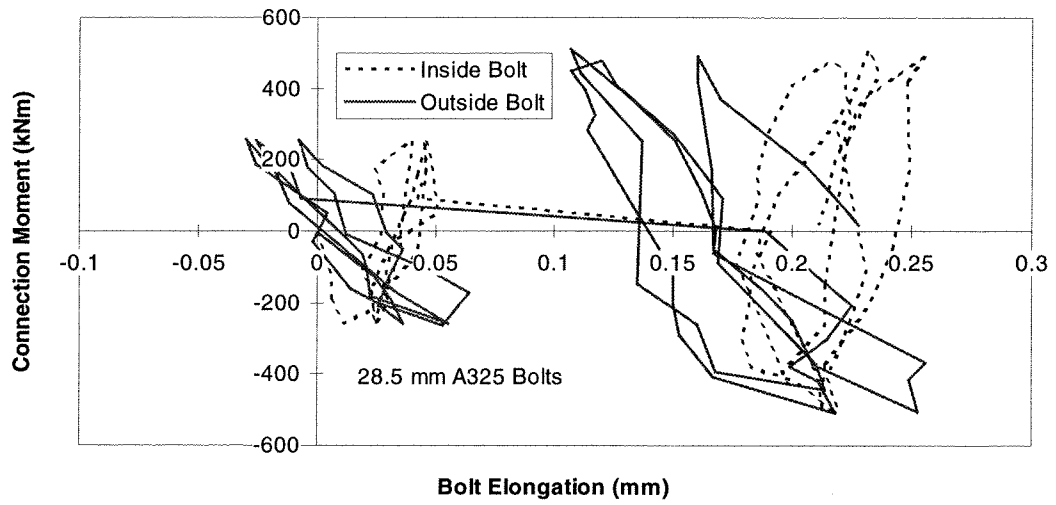 600
400
200
0
-200
-400
-600
Connection Moment (kNm)
Inside Bolt
Outside Bolt
-0.1 -0.05 0 0.05 0.1 0.15 0.2 0.25 0.3
28.5 mm A325 Bolts
Bolt Elongation (mm)